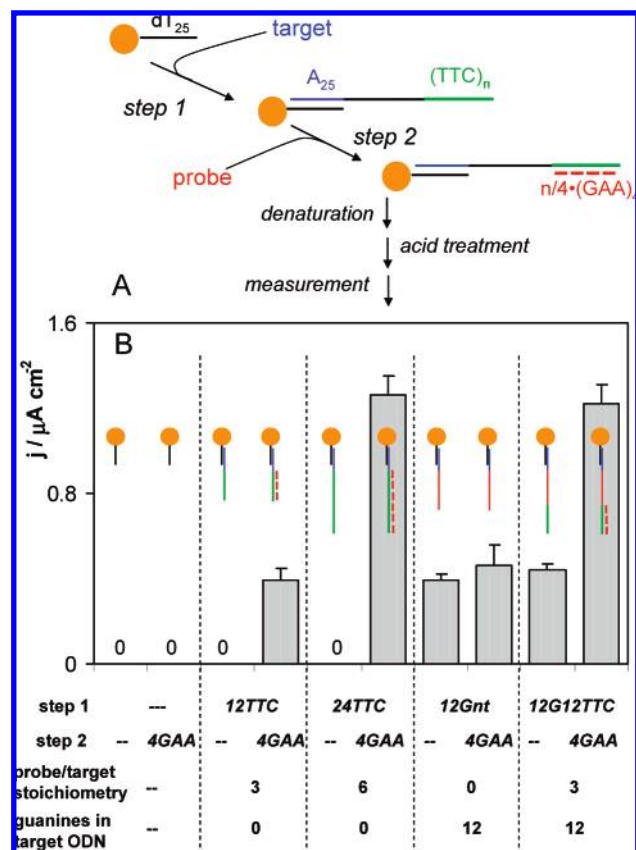 dT25
target
A25
(TTC)n
step 1
step 2
probe
n/4•(GAA)4
denaturation
acid treatment
measurement
A
B
j / µA cm-2
1.6
0.8
0
0 0 0 0
step 1 --- 12TTC 24TTC 12Gnt 12G12TTC
step 2 -- 4GAA -- 4GAA -- 4GAA -- 4GAA -- 4GAA
probe/target
stoichiometry -- 3 6 0 3
guanines in
target ODN -- 0 0 12 12